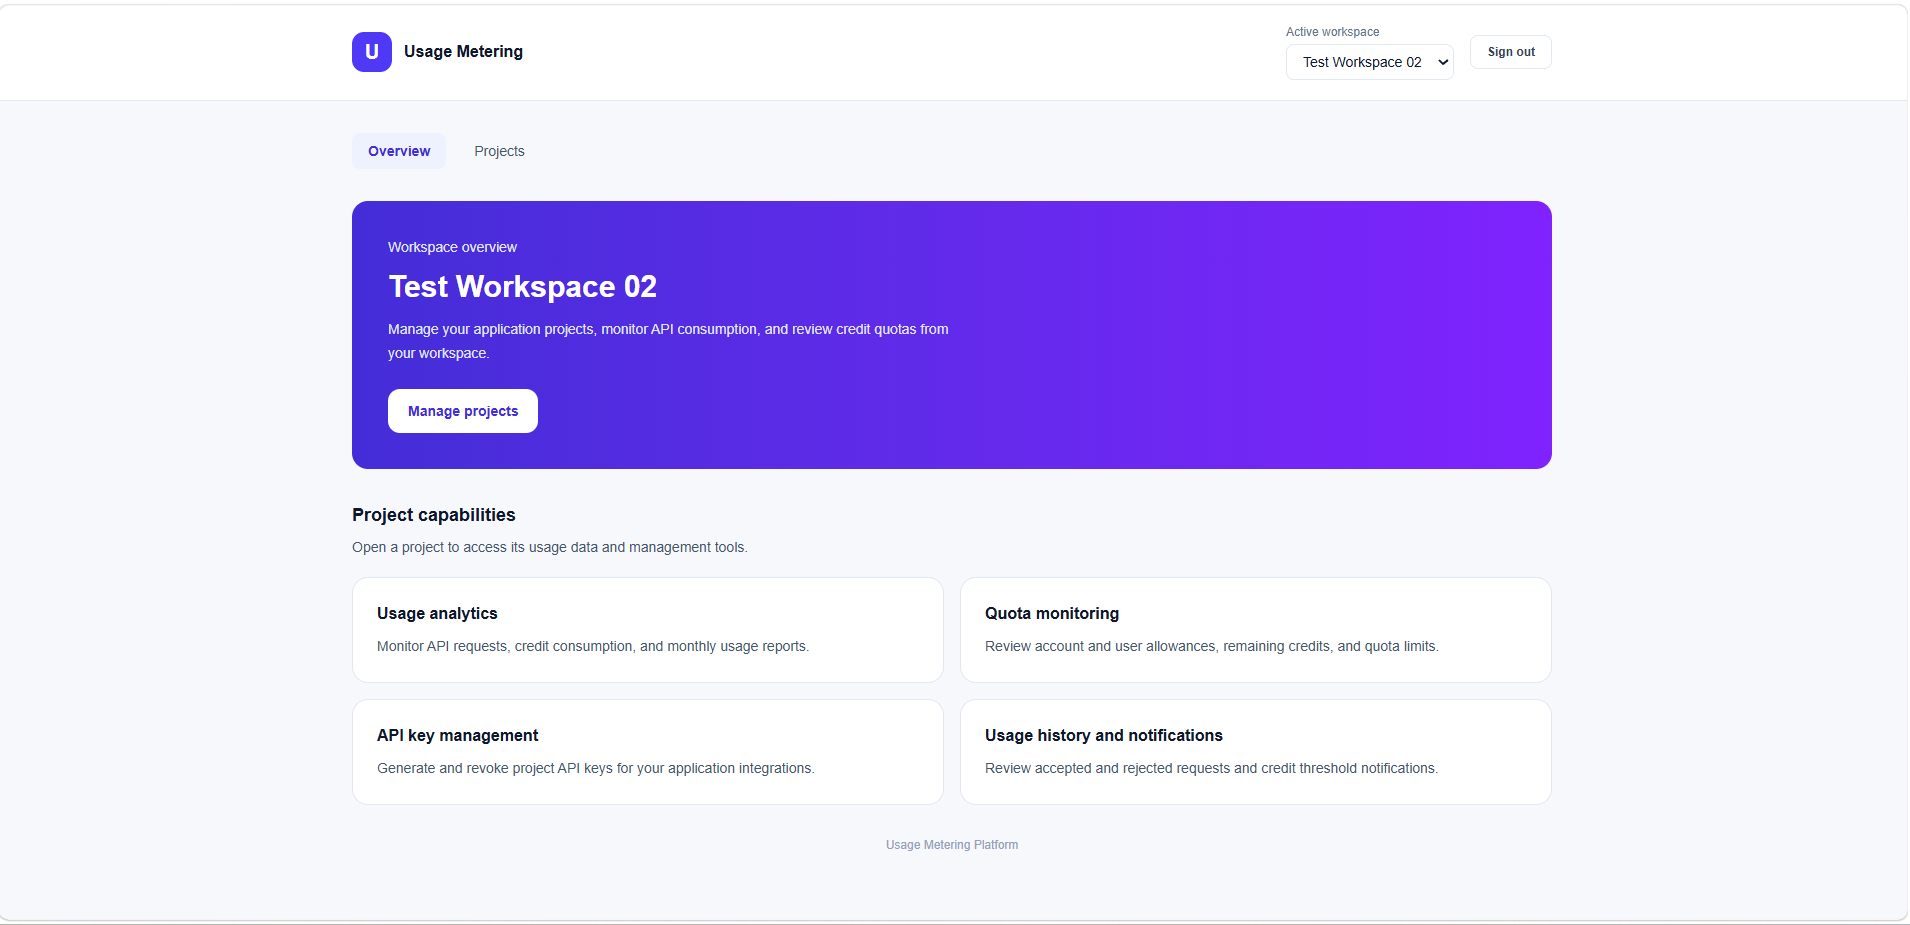 U
Usage Metering
Active workspace
Test Workspace 02
Sign out
Overview
Projects
Workspace overview
Test Workspace 02
Manage your application projects, monitor API consumption, and review credit quotas from
your workspace.
Manage projects
Project capabilities
Open a project to access its usage data and management tools.
Usage analytics
Monitor API requests, credit consumption, and monthly usage reports.
Quota monitoring
Review account and user allowances, remaining credits, and quota limits.
API key management
Generate and revoke project API keys for your application integrations.
Usage history and notifications
Review accepted and rejected requests and credit threshold notifications.
Usage Metering Platform